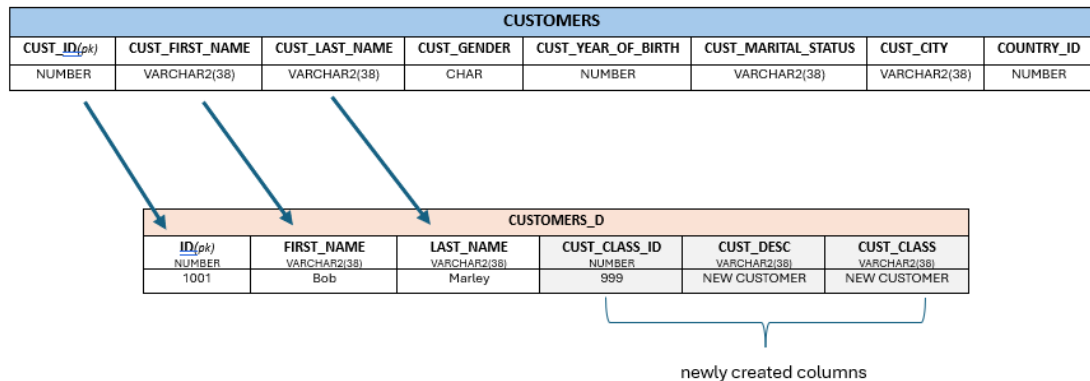 CUSTOMERS
CUST_ID(pk) CUST_FIRST_NAME CUST_LAST_NAME CUST_GENDER CUST_YEAR_OF_BIRTH CUST_MARITAL_STATUS CUST_CITY COUNTRY_ID
NUMBER VARCHAR2(38) VARCHAR2(38) CHAR NUMBER VARCHAR2(38) VARCHAR2(38) NUMBER
CUSTOMERS_D
ID(pk) FIRST_NAME LAST_NAME CUST_CLASS_ID CUST_DESC CUST_CLASS
NUMBER VARCHAR2(38) VARCHAR2(38) NUMBER VARCHAR2(38) VARCHAR2(38)
1001 Bob Marley 999 NEW CUSTOMER NEW CUSTOMER
newly created columns